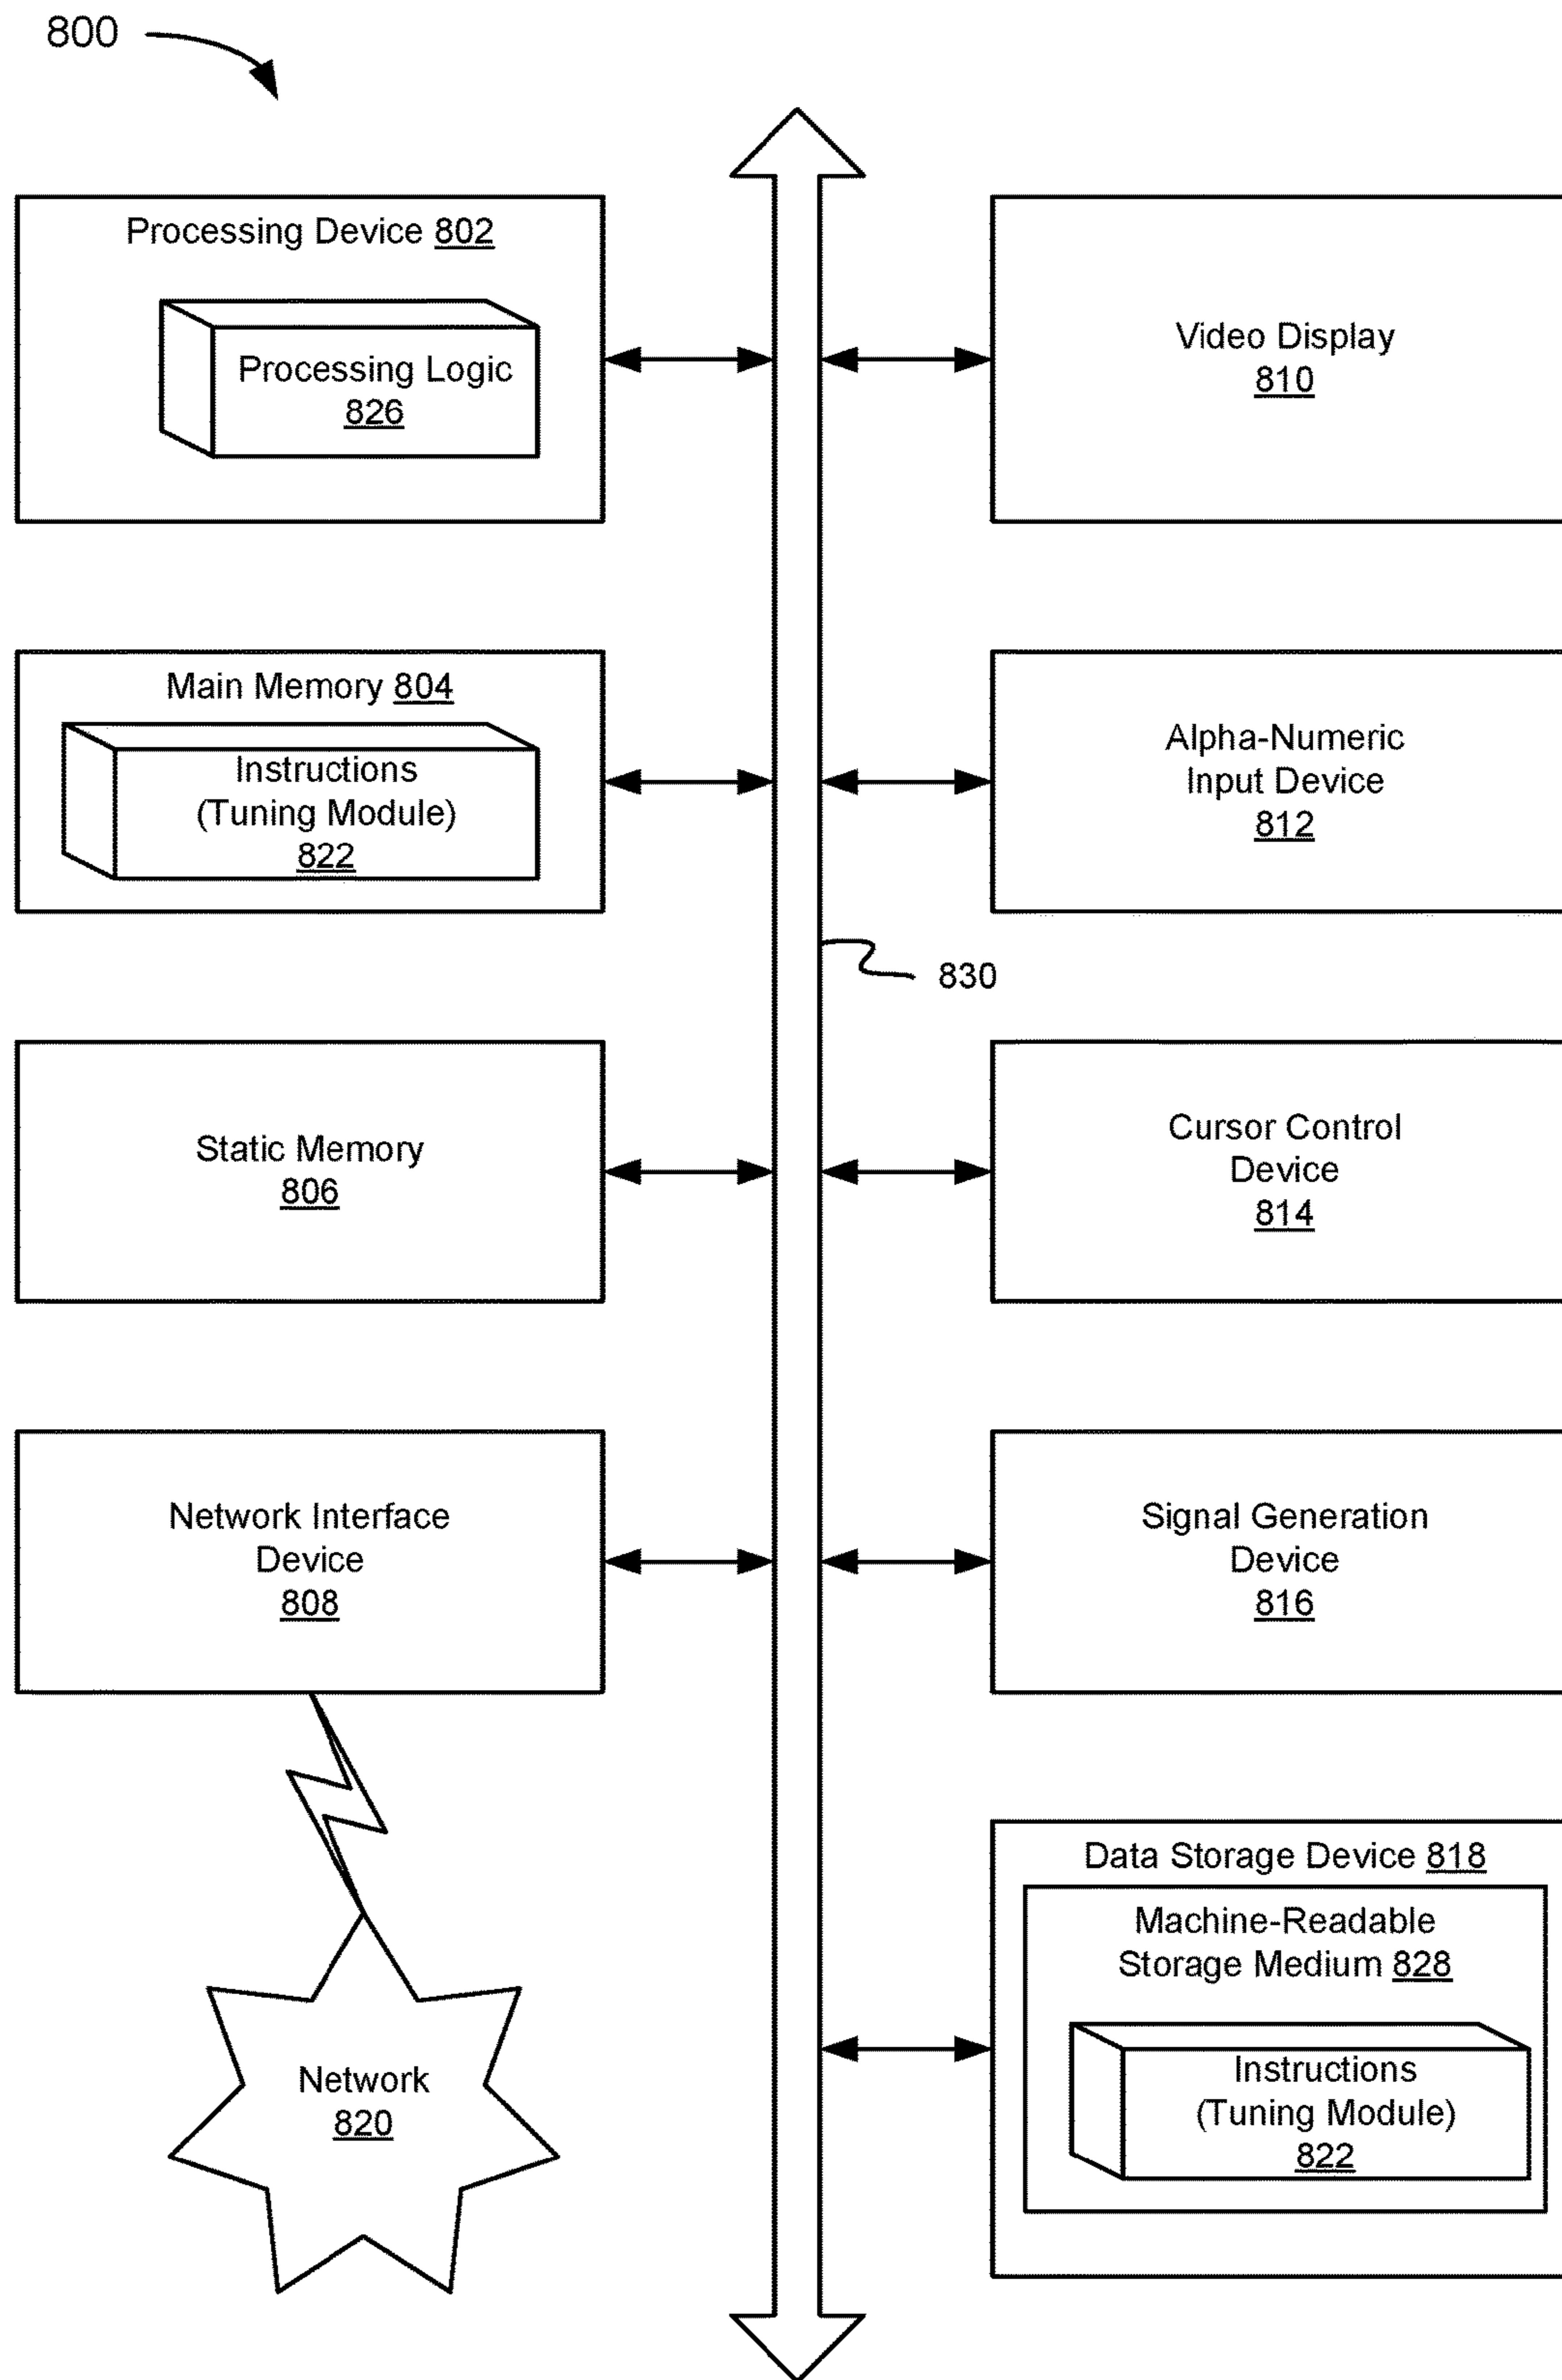 800
Processing Device 802
Processing Logic
826
Video Display
810
Main Memory 804
Instructions
(Tuning Module)
822
Alpha-Numeric
Input Device
812
830
Static Memory
806
Cursor Control
Device
814
Network Interface
Device
808
Signal Generation
Device
816
Data Storage Device 818
Machine-Readable
Storage Medium 828
Instructions
(Tuning Module)
822
Network
820